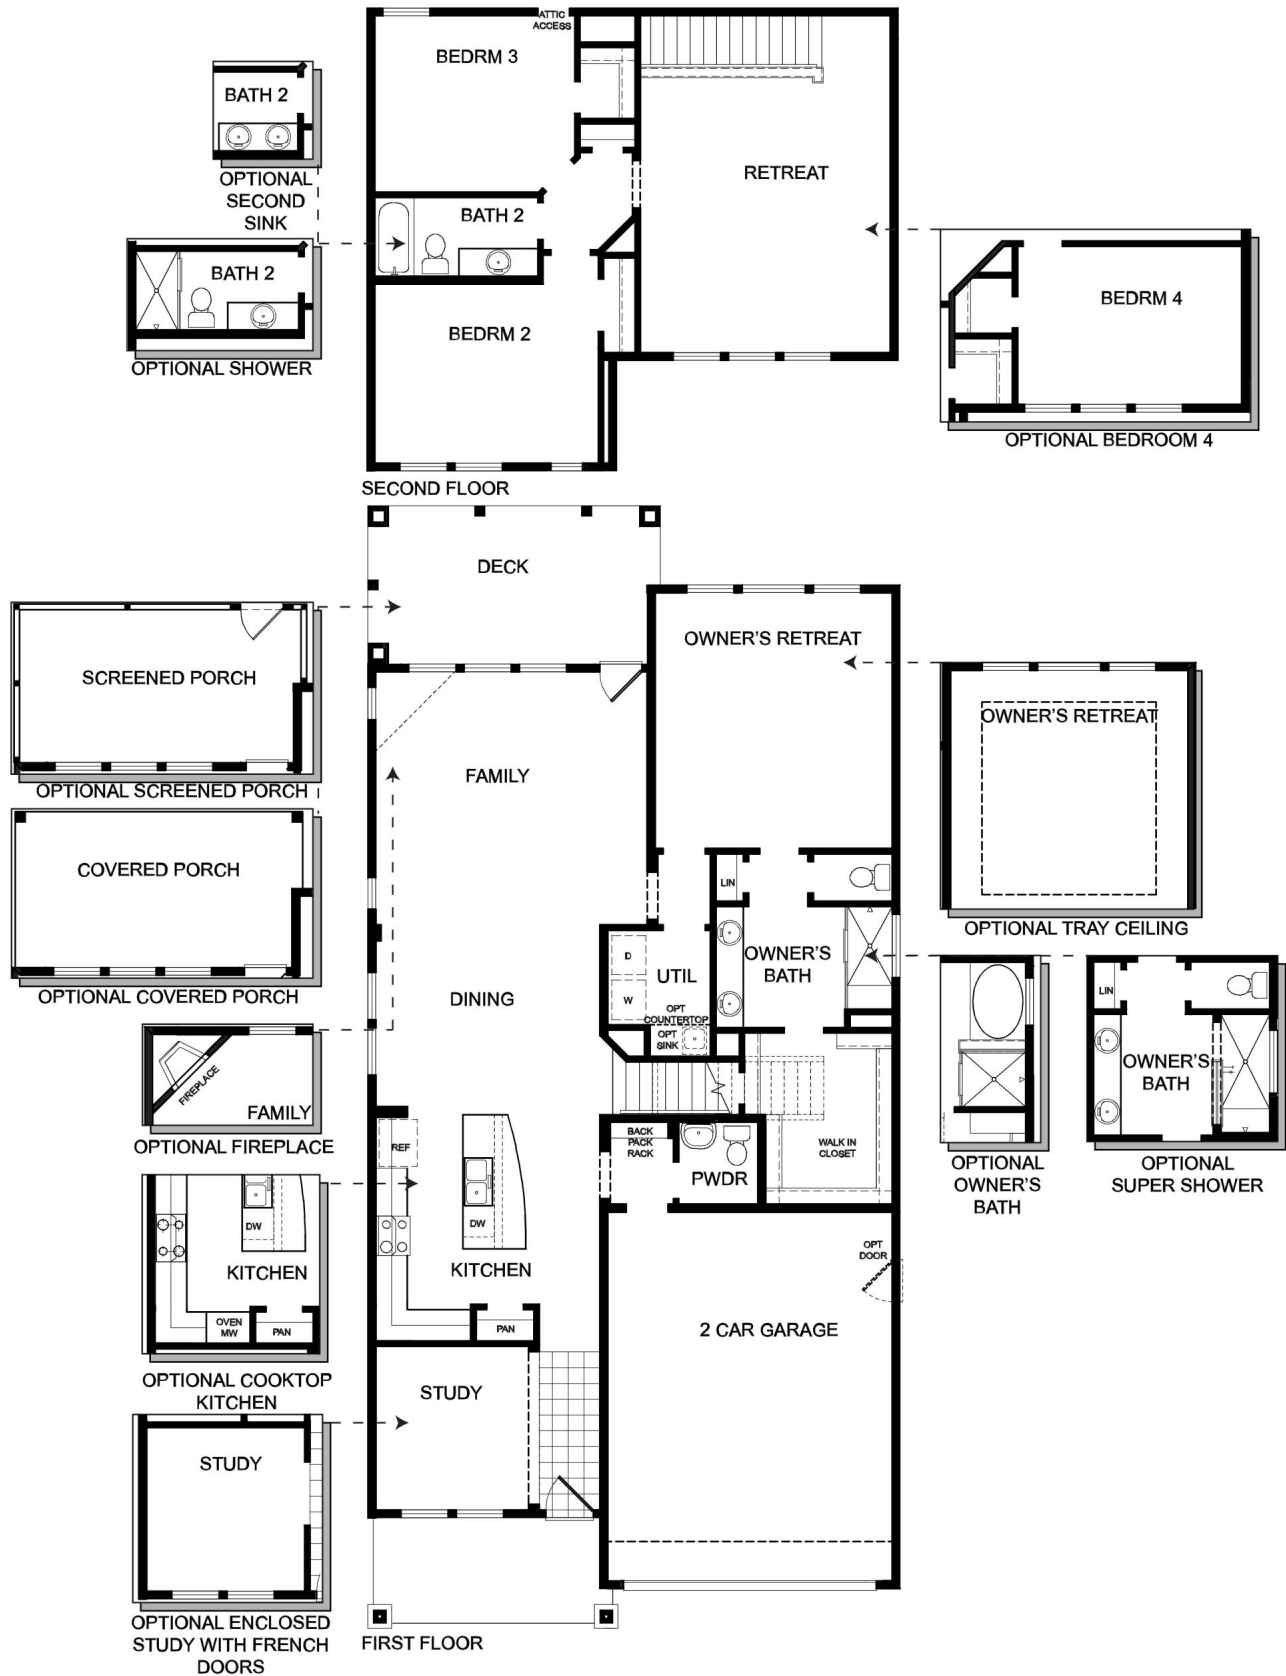 ATTIC
ACCESS
BEDRM 3
BATH 2
OPTIONAL
SECOND
SINK
RETREAT
BATH 2
BATH 2
OPTIONAL SHOWER
BEDRM 2
BEDRM 4
OPTIONAL BEDROOM 4
SECOND FLOOR
DECK
OWNER'S RETREAT
SCREENED PORCH
OPTIONAL SCREENED PORCH
FAMILY
OWNER'S RETREAT
OPTIONAL TRAY CEILING
COVERED PORCH
OPTIONAL COVERED PORCH
LIN
D
W
UTIL
OPT
COUNTERTOP
OPT
SINK
OWNER'S
BATH
DINING
LIN
OWNER'S
BATH
OPTIONAL
OWNER'S
BATH
OPTIONAL
SUPER SHOWER
FIREPLACE
FAMILY
OPTIONAL FIREPLACE
REF
BACK
PACK
RACK
PWDR
WALK IN
CLOSET
DW
KITCHEN
PAN
DW
KITCHEN
OVEN
MW
PAN
OPTIONAL COOKTOP
KITCHEN
OPT
DOOR
2 CAR GARAGE
STUDY
STUDY
OPTIONAL ENCLOSED
STUDY WITH FRENCH
DOORS
FIRST FLOOR